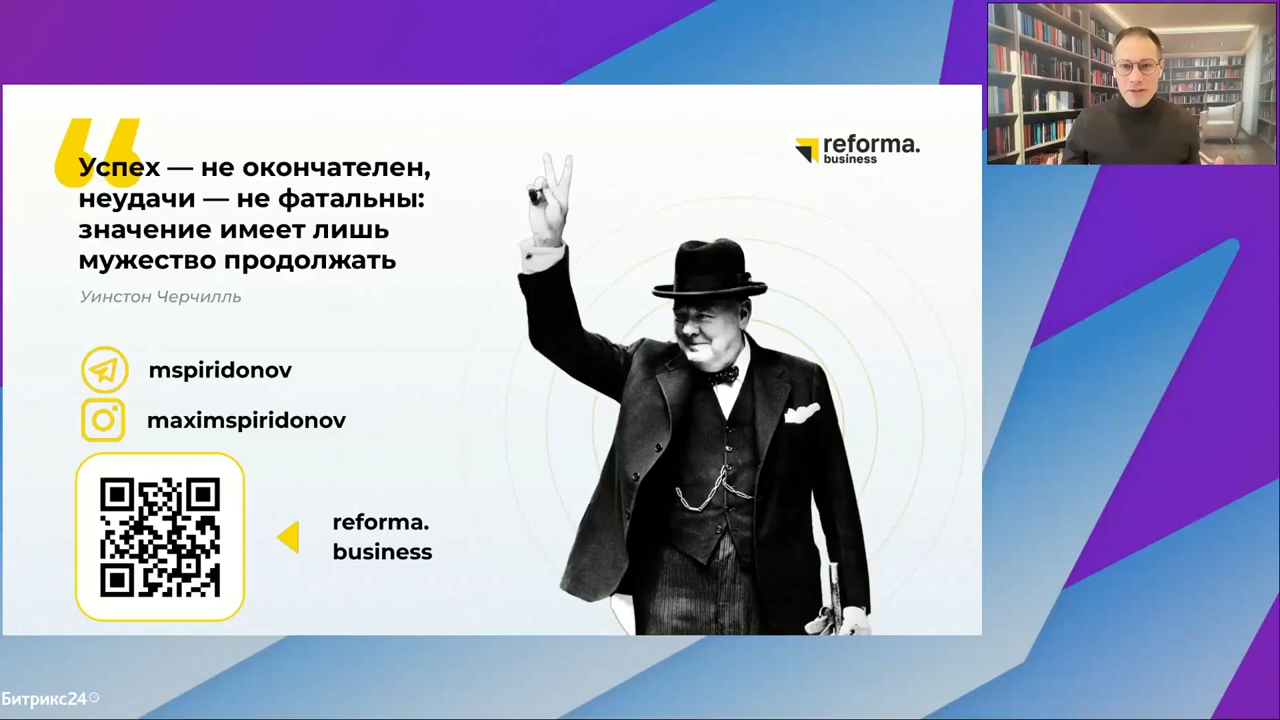 Успех — не окончателен,
неудачи — не фатальны:
значение имеет лишь
мужество продолжать
Уинстон Черчилль
mspiridonov
maximspiridonov
reforma.
business
reforma.
business
Битрикс24